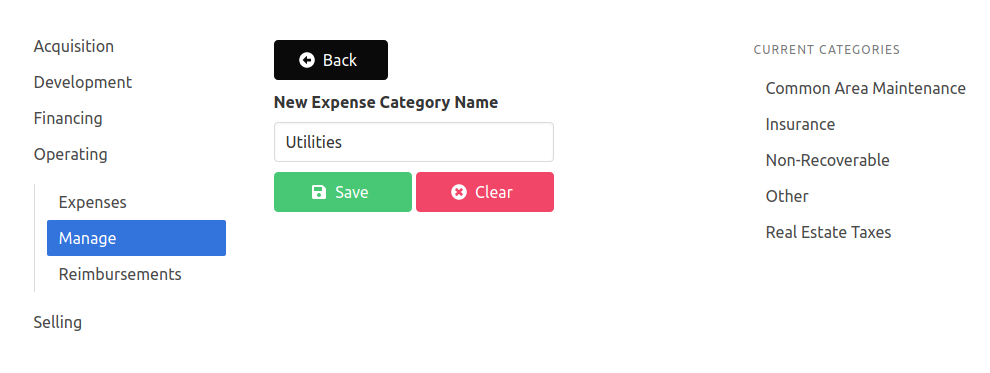 Acquisition
Development
Financing
Operating
Expenses
Manage
Reimbursements
Selling
Back
New Expense Category Name
Utilities
Save
Clear
CURRENT CATEGORIES
Common Area Maintenance
Insurance
Non-Recoverable
Other
Real Estate Taxes